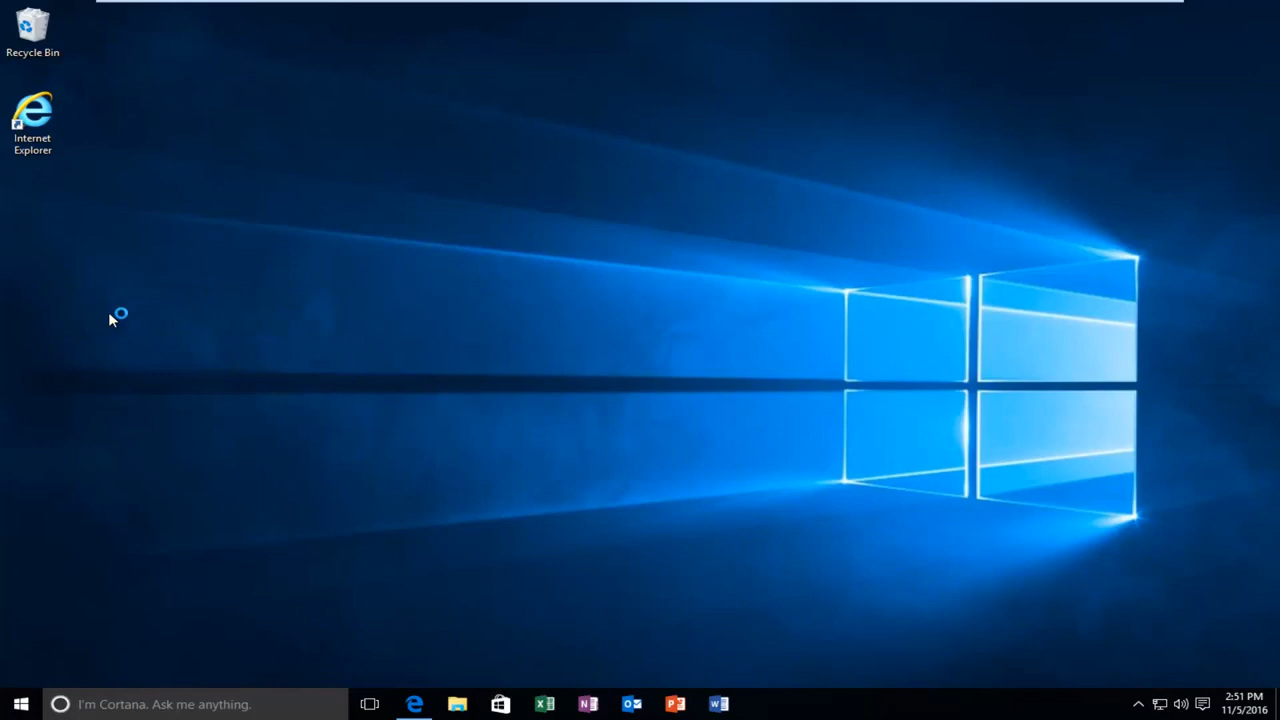 Recycle Bin
Internet
Explorer
I'm Cortana. Ask me anything.
2:51 PM
11/5/2016